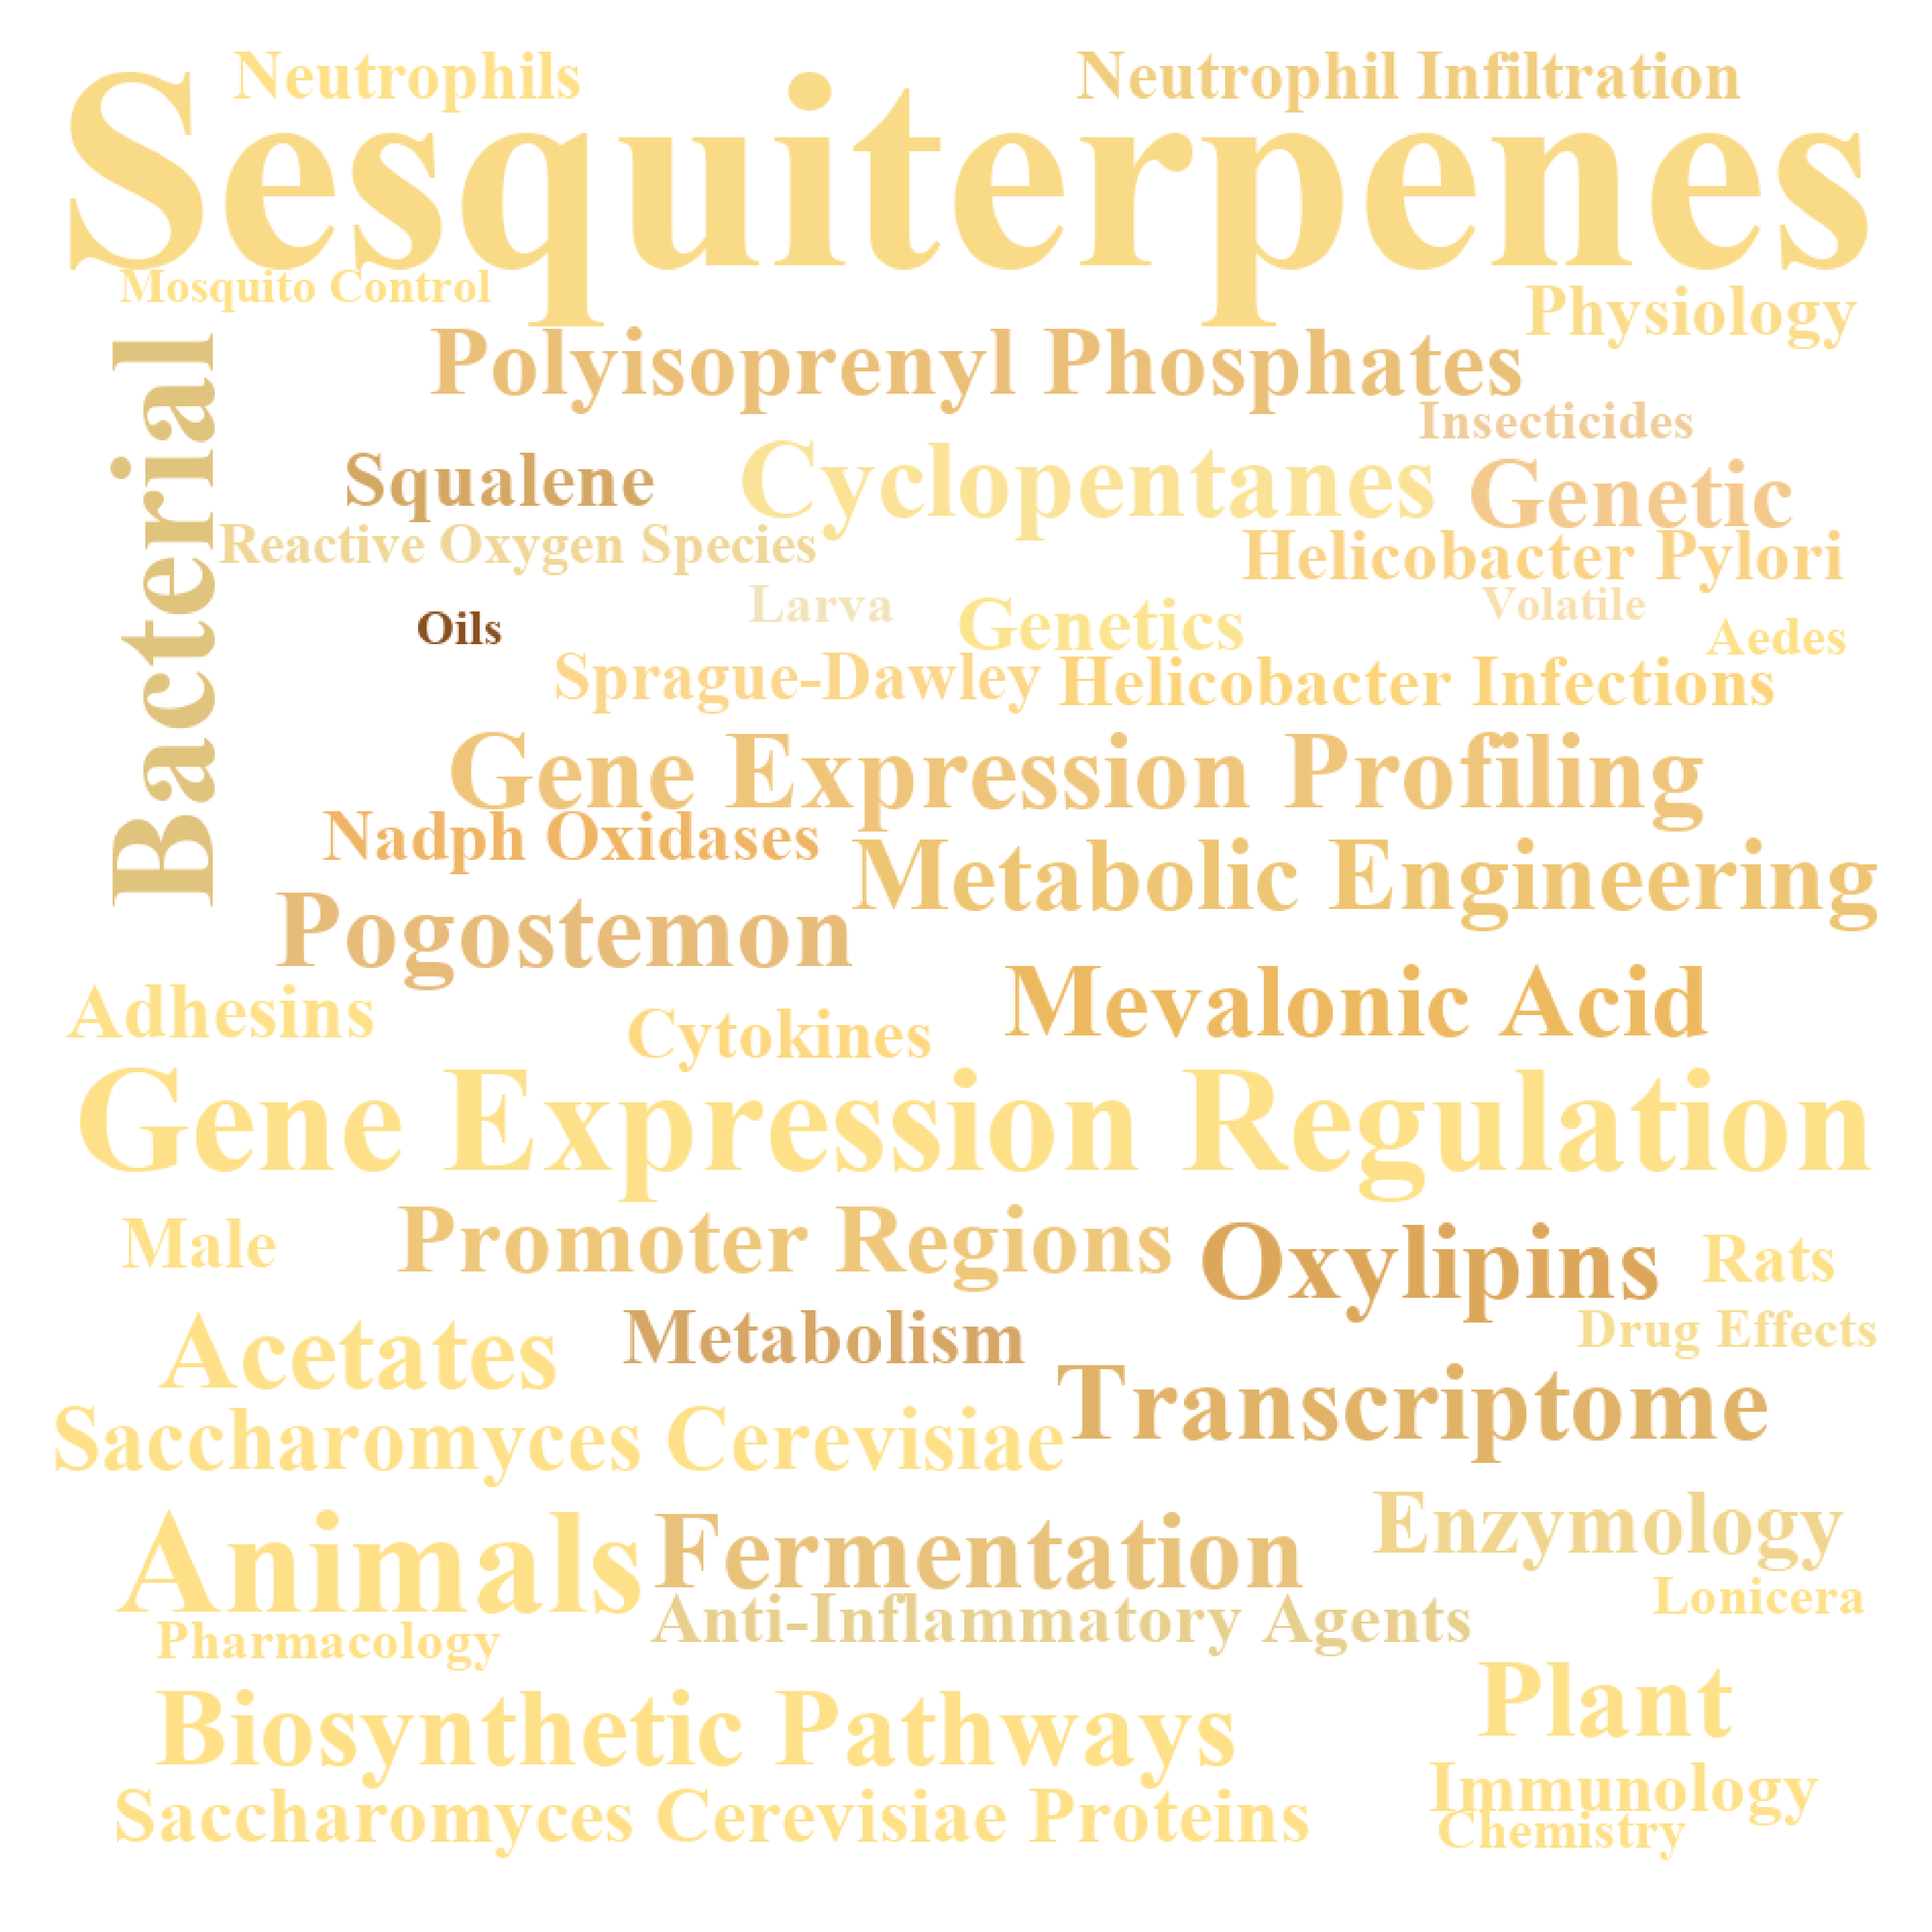 Neutrophils
Neutrophil Infiltration
Sesquiterpenes
Mosquito Control
Physiology
Bacterial
Polyisoprenyl Phosphates
Insecticides
Squalene
Cyclopentanes
Genetic
Reactive Oxygen Species
Helicobacter Pylori
Larva
Volatile
Oils
Genetics
Aedes
Sprague-Dawley
Helicobacter Infections
Gene Expression Profiling
Nadph Oxidases
Metabolic Engineering
Pogostemon
Mevalonic Acid
Adhesins
Cytokines
Gene Expression Regulation
Male
Promoter Regions
Oxylipins
Rats
Acetates
Metabolism
Drug Effects
Transcriptome
Saccharomyces Cerevisiae
Animals
Fermentation
Enzymology
Lonicera
Anti-Inflammatory Agents
Pharmacology
Biosynthetic Pathways
Plant
Immunology
Saccharomyces Cerevisiae Proteins
Chemistry